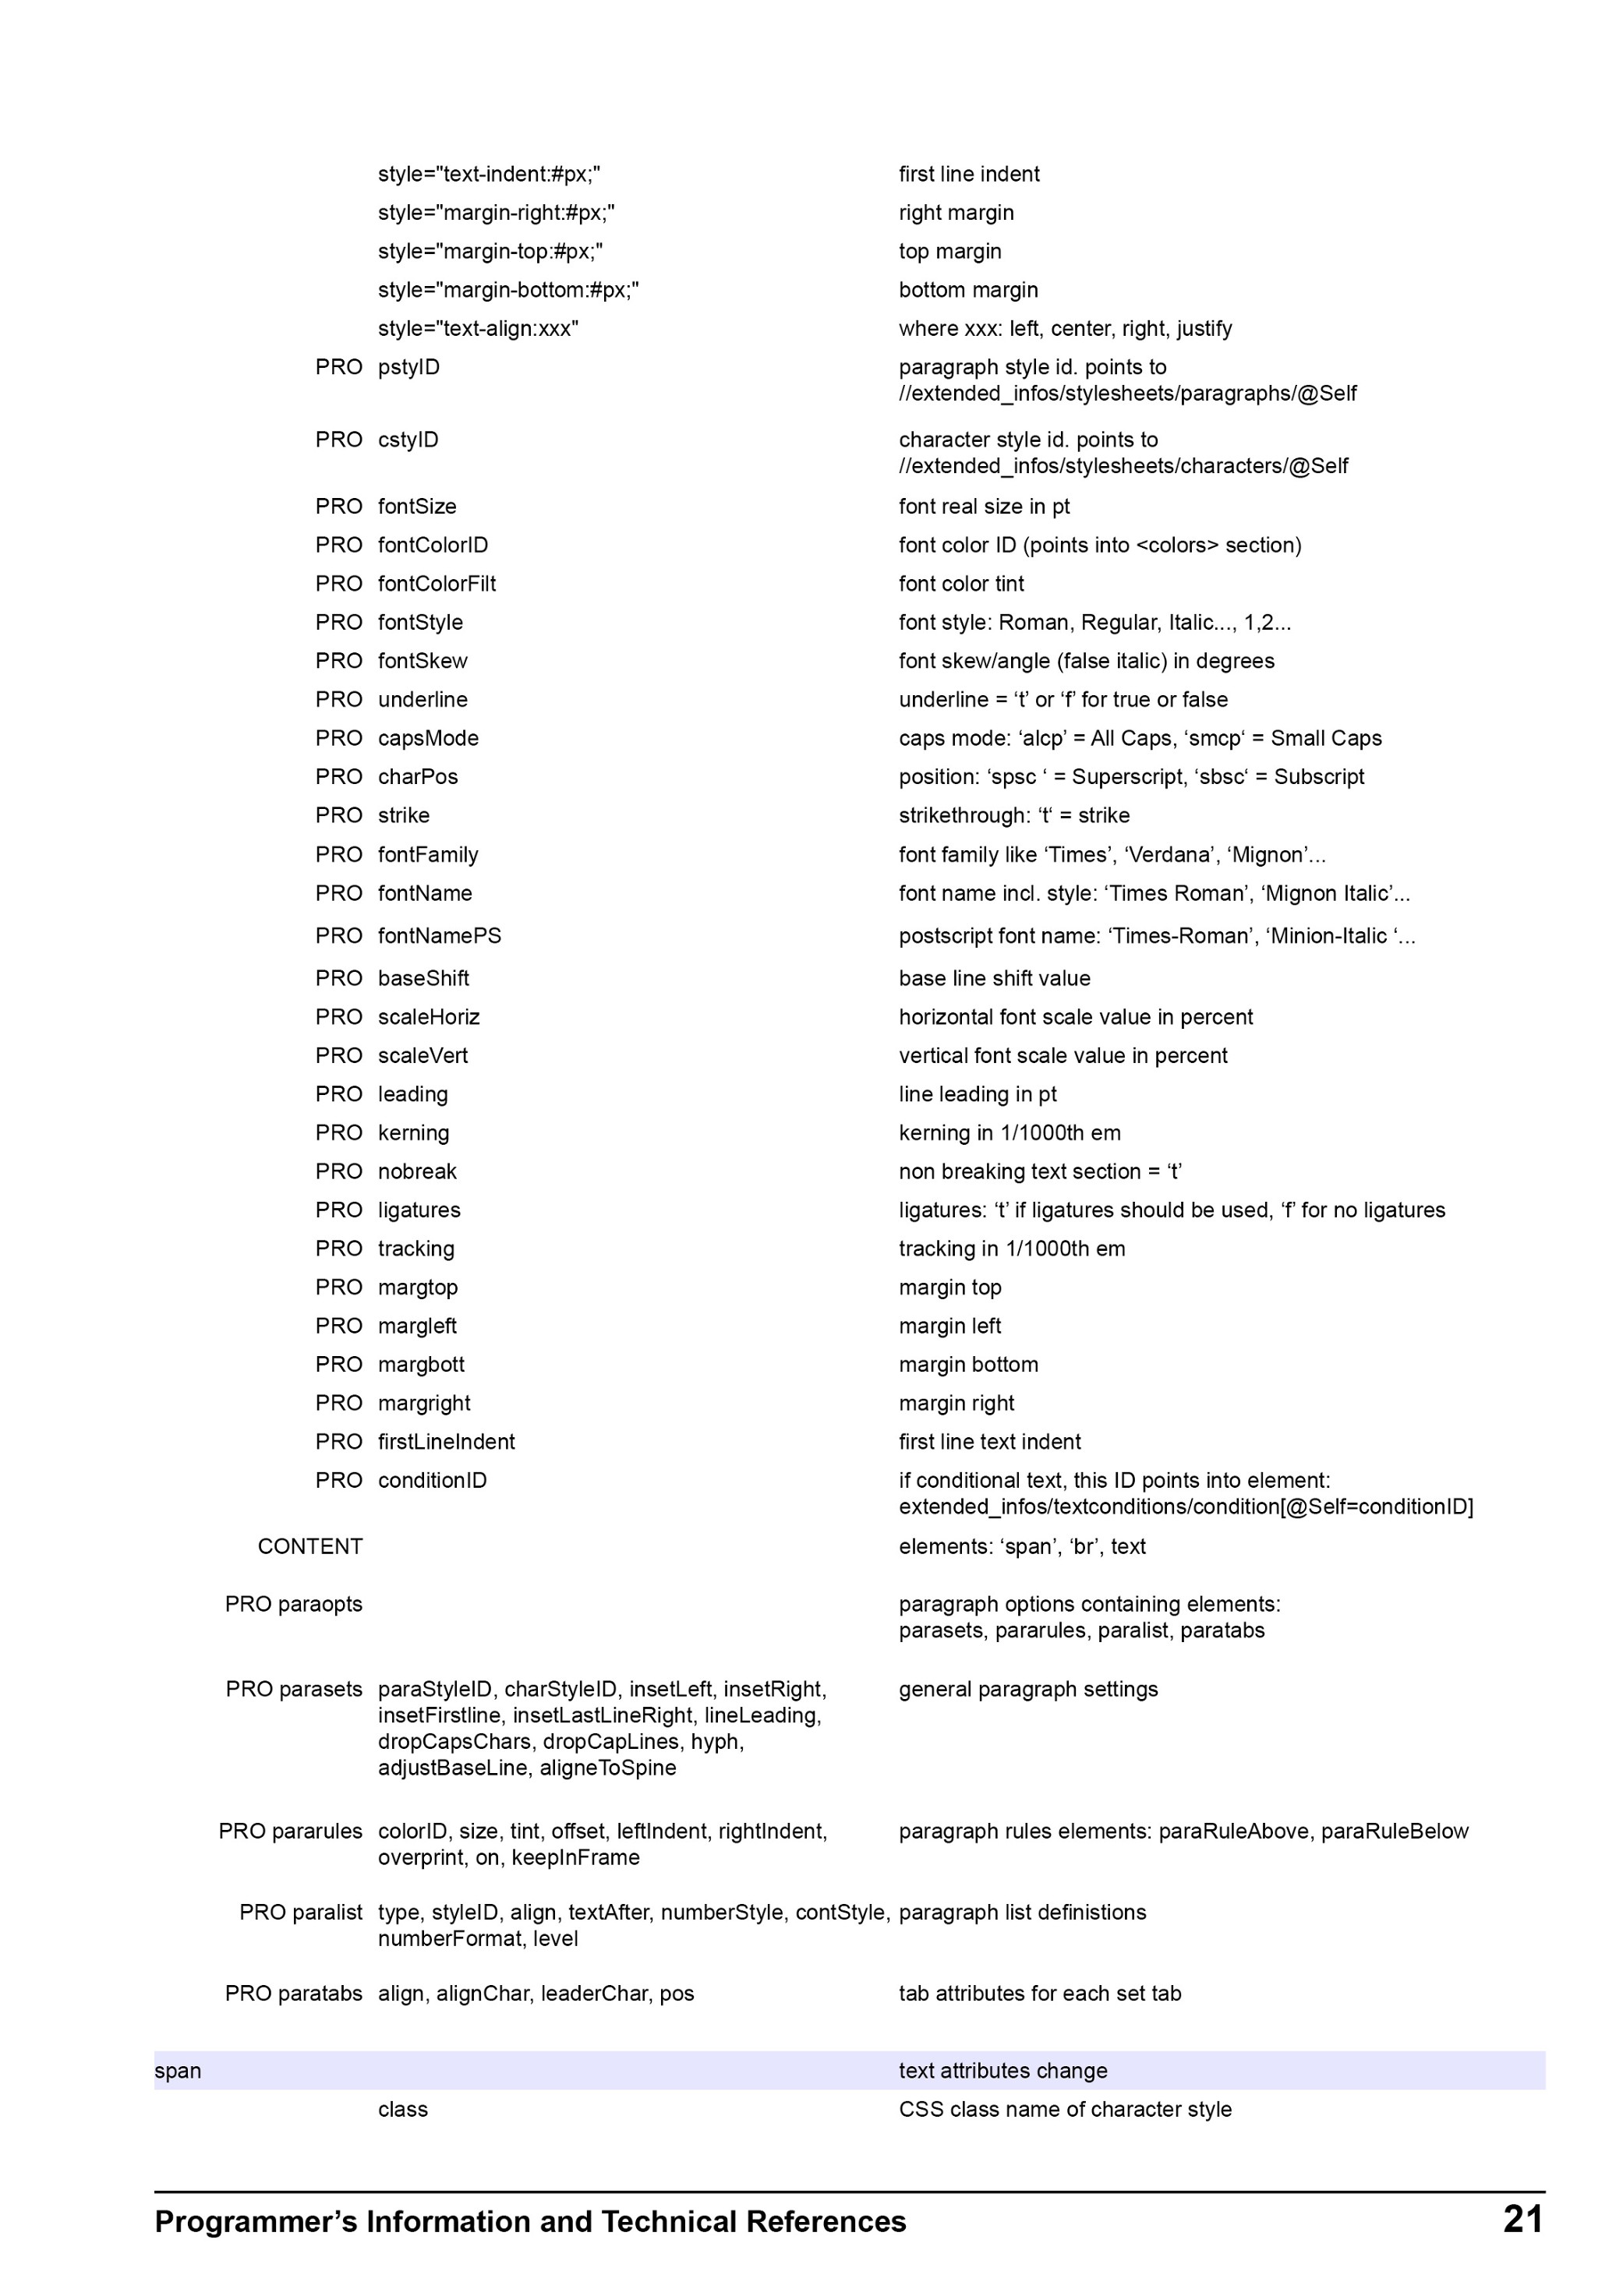 style="text-indent:#px;" first line indent
style="margin-right:#px;" right margin
style="margin-top:#px;" top margin
style="margin-bottom:#px;" bottom margin
style="text-align:xxx" where xxx: left, center, right, justify
PRO pstyID paragraph style id. points to
//extended_infos/stylesheets/paragraphs/@Self
PRO cstyID character style id. points to
//extended_infos/stylesheets/characters/@Self
PRO fontSize font real size in pt
PRO fontColorID font color ID (points into <colors> section)
PRO fontColorFilt font color tint
PRO fontStyle font style: Roman, Regular, Italic..., 1,2...
PRO fontSkew font skew/angle (false italic) in degrees
PRO underline underline = ‘t’ or ‘f’ for true or false
PRO capsMode caps mode: ‘alcp’ = All Caps, ‘smcp‘ = Small Caps
PRO charPos position: ‘spsc ‘ = Superscript, ‘sbsc‘ = Subscript
PRO strike strikethrough: ‘t‘ = strike
PRO fontFamily font family like ‘Times’, ‘Verdana’, ‘Mignon’...
PRO fontName font name incl. style: ‘Times Roman’, ‘Mignon Italic’...
PRO fontNamePS postscript font name: ‘Times-Roman’, ‘Minion-Italic ‘...
PRO baseShift base line shift value
PRO scaleHoriz horizontal font scale value in percent
PRO scaleVert vertical font scale value in percent
PRO leading line leading in pt
PRO kerning kerning in 1/1000th em
PRO nobreak non breaking text section = ‘t’
PRO ligatures ligatures: ‘t’ if ligatures should be used, ‘f’ for no ligatures
PRO tracking tracking in 1/1000th em
PRO margtop margin top
PRO margleft margin left
PRO margbott margin bottom
PRO margright margin right
PRO firstLineIndent first line text indent
PRO conditionID if conditional text, this ID points into element:
extended_infos/textconditions/condition[@Self=conditionID]
CONTENT elements: ‘span’, ‘br’, text
PRO paraopts paragraph options containing elements:
parasets, pararules, paralist, paratabs
PRO parasets paraStyleID, charStyleID, insetLeft, insetRight, general paragraph settings
insetFirstline, insetLastLineRight, lineLeading,
dropCapsChars, dropCapLines, hyph,
adjustBaseLine, aligneToSpine
PRO pararules colorID, size, tint, offset, leftIndent, rightIndent, paragraph rules elements: paraRuleAbove, paraRuleBelow
overprint, on, keepInFrame
PRO paralist type, styleID, align, textAfter, numberStyle, contStyle, paragraph list definistions
numberFormat, level
PRO paratabs align, alignChar, leaderChar, pos tab attributes for each set tab
span text attributes change
class CSS class name of character style
Programmer’s Information and Technical References 21